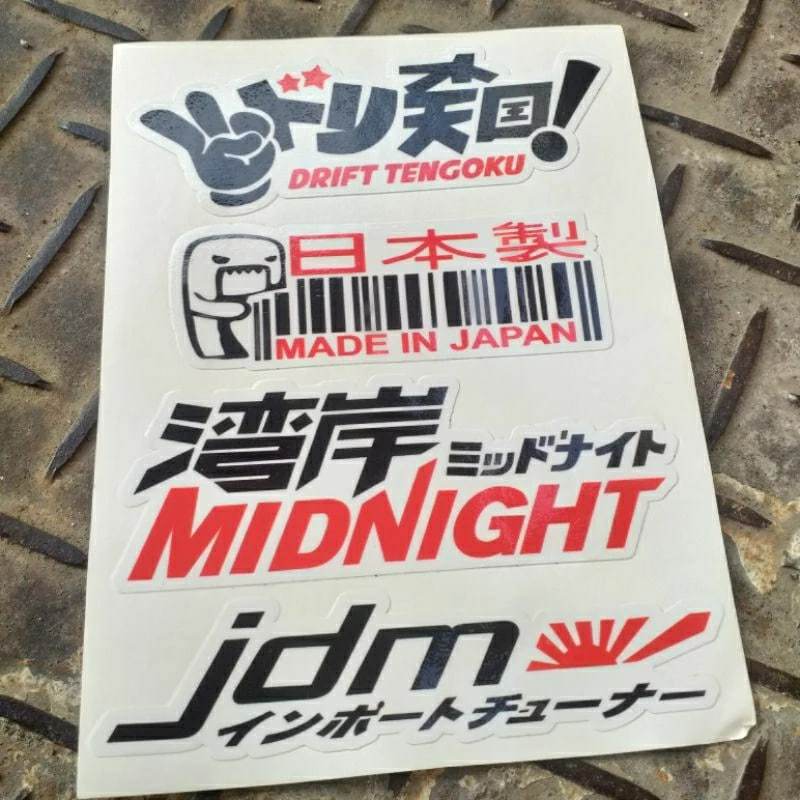 ドリ天国!
DRIFT TENGOKU
日本製
MADE IN JAPAN
湾岸 ミッドナイト
MIDNIGHT
jdm
インポートチューナー